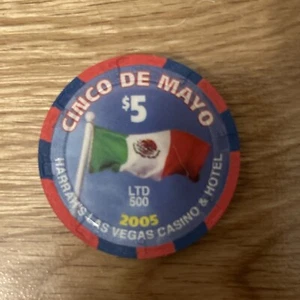 CINCO DE MAYO
$5
LTD
500
2005
HARRAH'S LAS VEGAS CASINO & HOTEL